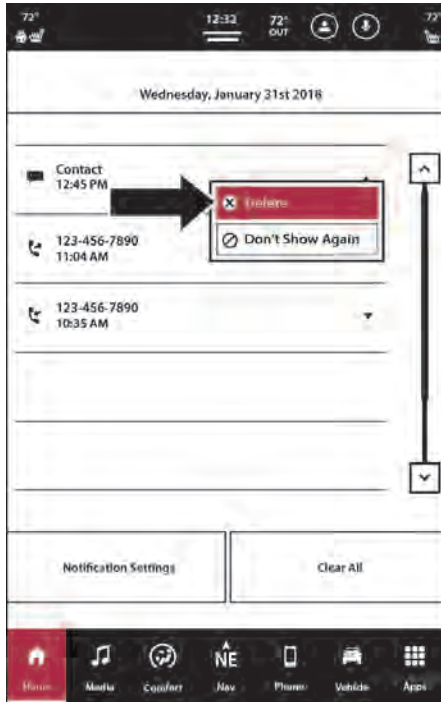 72° 12:32 72° 72°
OUT
Wednesday, January 31st 2018
Contact
12:45 PM
Delete
Don't Show Again
123-456-7890
11:04 AM
123-456-7890
10:35 AM
Notification Settings Clear All
NE
Home Media Comfort Nav Phone Vehicle Apps